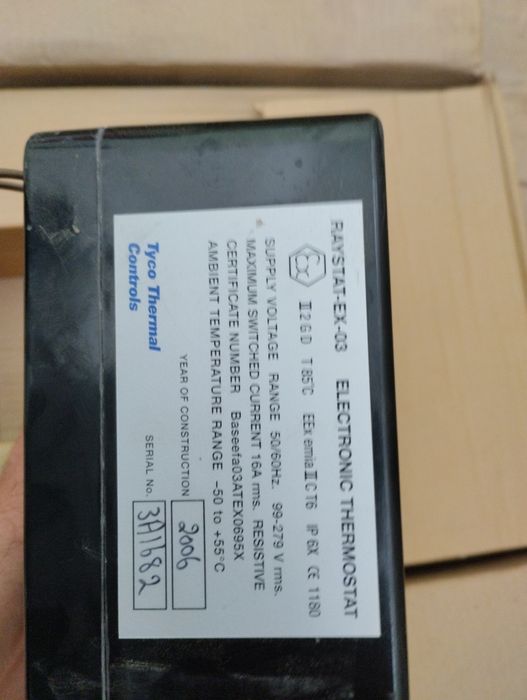 RAYSTAT-EX-03 ELECTRONIC THERMOSTAT
Ex II 2 G D T 85°C EEx emia II C T6 IP 6X CE 1180
SUPPLY VOLTAGE RANGE 50/60Hz. 99-279 V rms.
MAXIMUM SWITCHED CURRENT 16A rms. RESISTIVE
CERTIFICATE NUMBER Baseefa03ATEX0695X
AMBIENT TEMPERATURE RANGE -50 to +55°C
YEAR OF CONSTRUCTION 2006
Tyco Thermal
Controls
SERIAL No. 3A1682